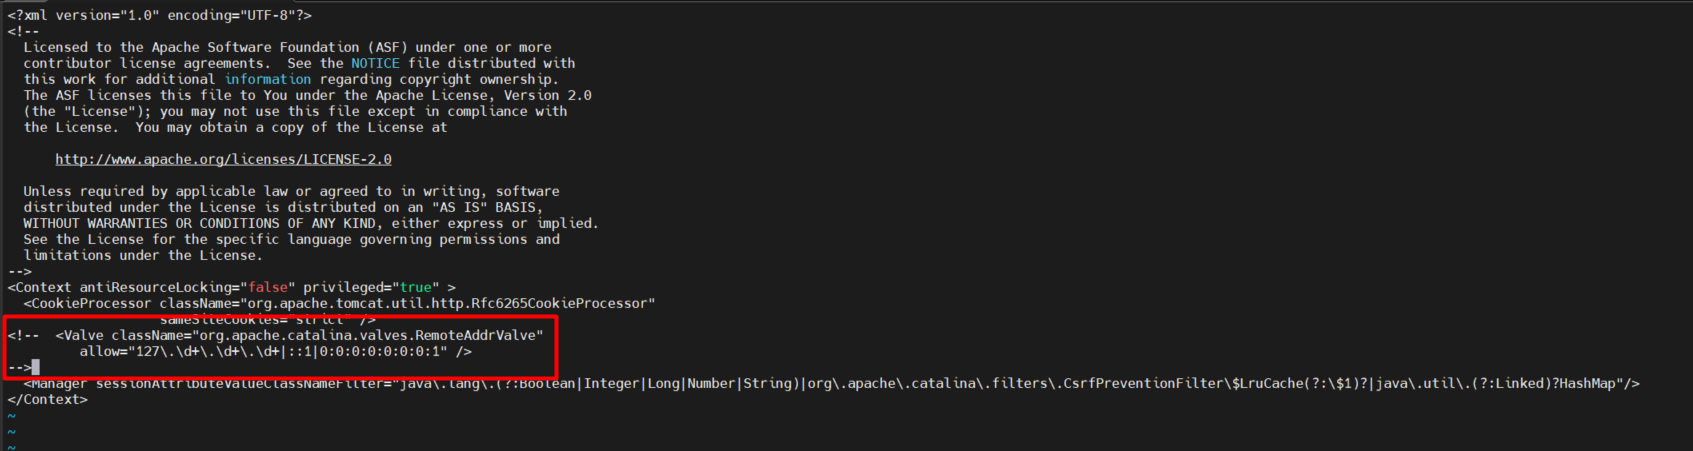 <?xml version="1.0" encoding="UTF-8"?>
<!--
  Licensed to the Apache Software Foundation (ASF) under one or more
  contributor license agreements.  See the NOTICE file distributed with
  this work for additional information regarding copyright ownership.
  The ASF licenses this file to You under the Apache License, Version 2.0
  (the "License"); you may not use this file except in compliance with
  the License.  You may obtain a copy of the License at

      http://www.apache.org/licenses/LICENSE-2.0

  Unless required by applicable law or agreed to in writing, software
  distributed under the License is distributed on an "AS IS" BASIS,
  WITHOUT WARRANTIES OR CONDITIONS OF ANY KIND, either express or implied.
  See the License for the specific language governing permissions and
  limitations under the License.
-->
<Context antiResourceLocking="false" privileged="true" >
  <CookieProcessor className="org.apache.tomcat.util.http.Rfc6265CookieProcessor"
                   sameSiteCookies="strict" />
<!--  <Valve className="org.apache.catalina.valves.RemoteAddrValve"
         allow="127\.\d+\.\d+\.\d+|::1|0:0:0:0:0:0:0:1" />
-->
  <Manager sessionAttributeValueClassNameFilter="java\.lang\.(?:Boolean|Integer|Long|Number|String)|org\.apache\.catalina\.filters\.CsrfPreventionFilter\$LruCache(?:\$1)?|java\.util\.(?:Linked)?HashMap"/>
</Context>
~
~
~